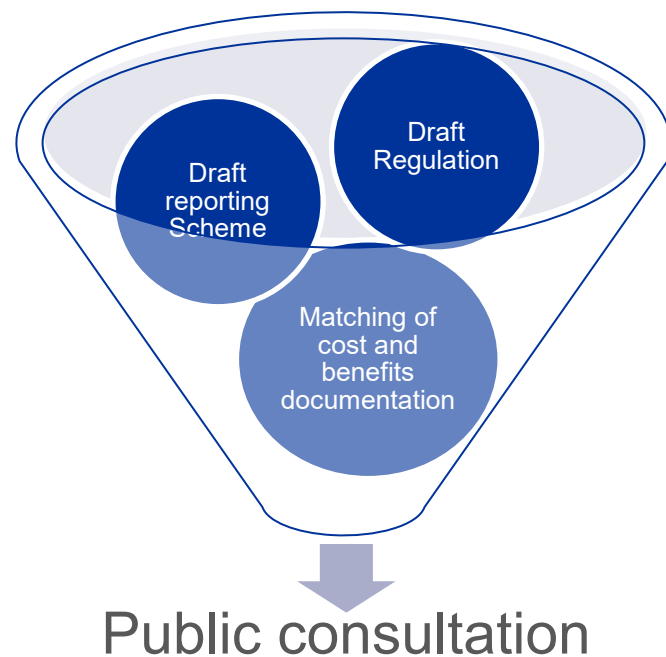 Draft
reporting
Scheme
Draft
Regulation
Matching of
cost and
benefits
documentation
Public consultation